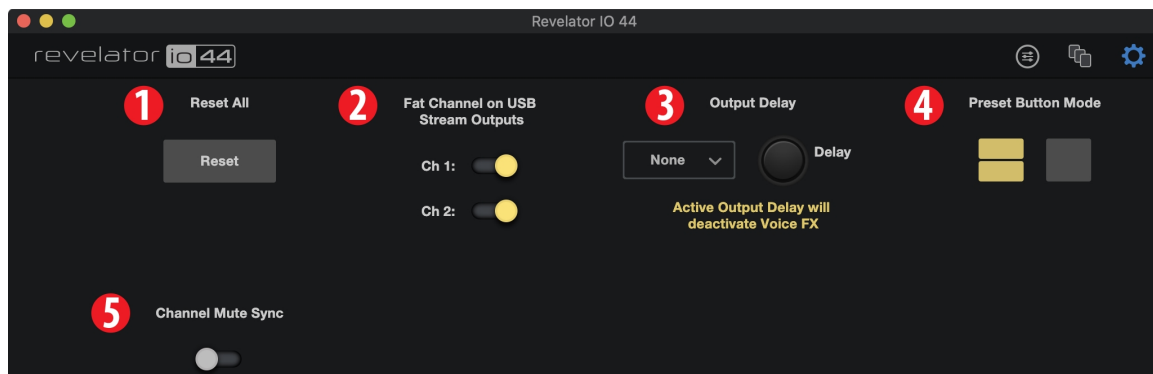 Revelator IO 44
revelator io 44
1 Reset All
Reset
2 Fat Channel on USB
Stream Outputs
Ch 1:
Ch 2:
3 Output Delay
None
Delay
Active Output Delay will
deactivate Voice FX
4 Preset Button Mode
5 Channel Mute Sync